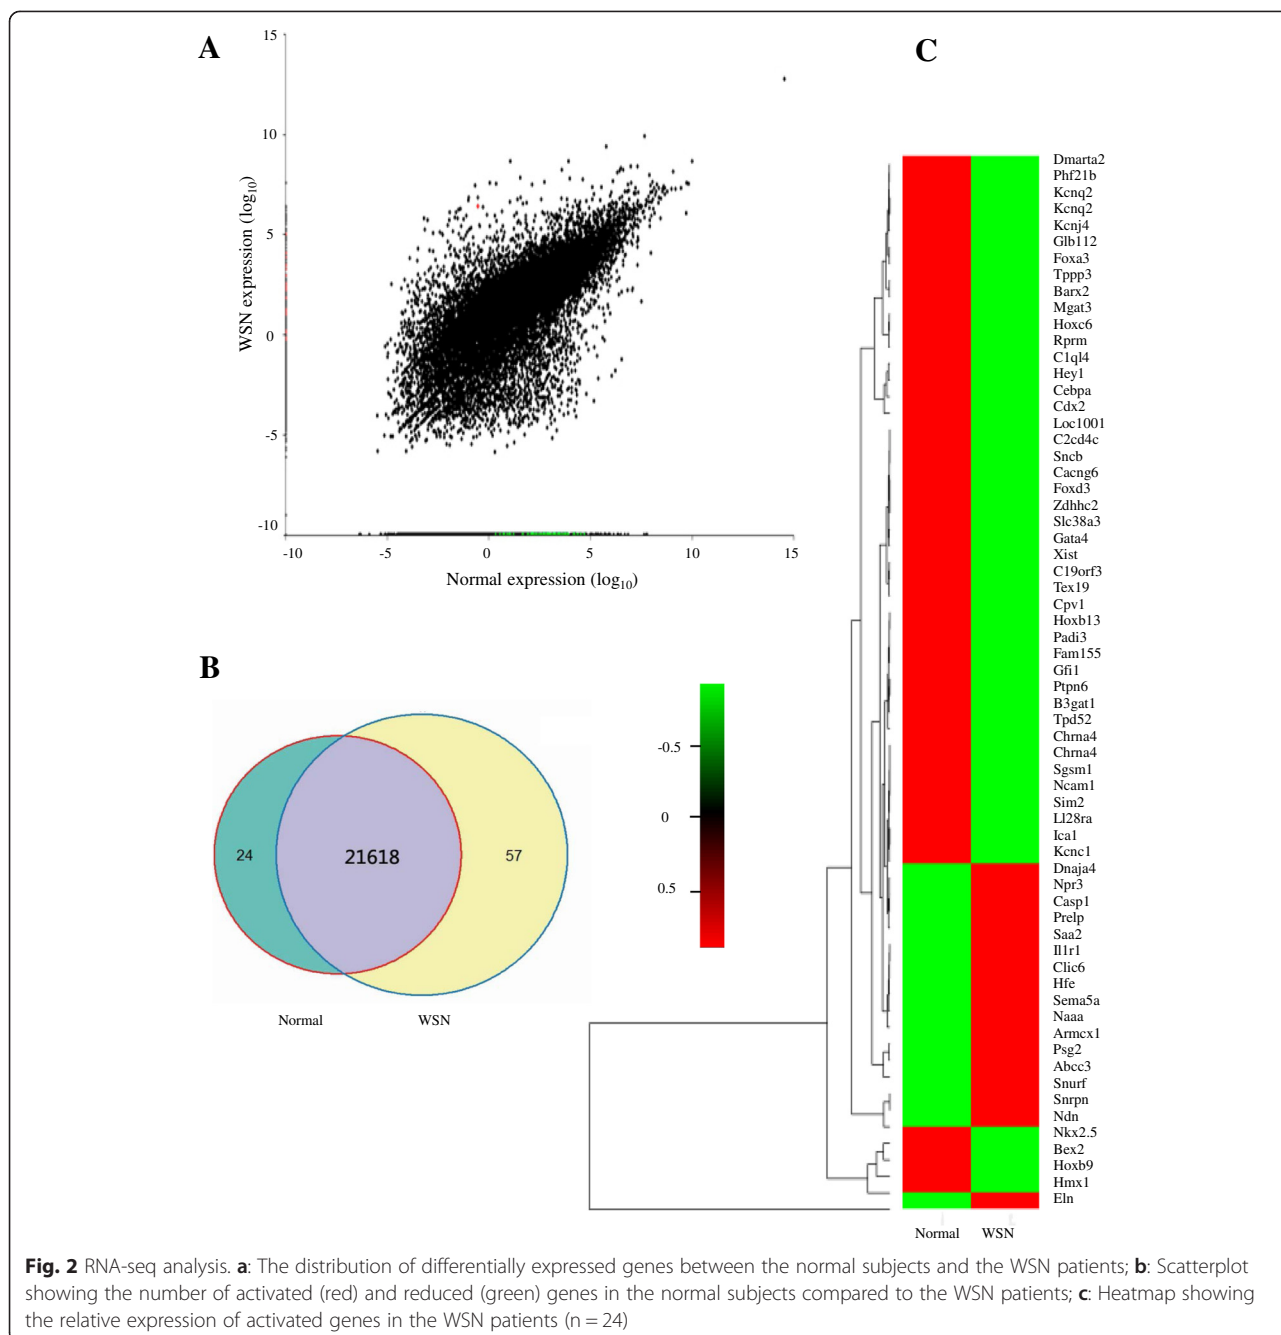 A
15
10
5
0
-5
-10
WSN expression (log10)
-10
-5
0
5
10
15
Normal expression (log10)
B
24
21618
57
Normal
WSN
-0.5
0
0.5
C
Dmarta2
Phf21b
Kcnq2
Kcnq2
Kcnj4
Glb112
Foxa3
Tppp3
Barx2
Mgat3
Hoxc6
Rprm
C1ql4
Hey1
Cebpa
Cdx2
Loc1001
C2cd4c
Sncb
Cacng6
Foxd3
Zdhhc2
Slc38a3
Gata4
Xist
C19orf3
Tex19
Cpv1
Hoxb13
Padi3
Fam155
Gfi1
Ptpn6
B3gat1
Tpd52
Chrna4
Chrna4
Sgsm1
Ncam1
Sim2
Ll28ra
Ica1
Kcnc1
Dnaja4
Npr3
Casp1
Prelp
Saa2
Il1r1
Clic6
Hfe
Sema5a
Naaa
Armcx1
Psg2
Abcc3
Snurf
Snrpn
Ndn
Nkx2.5
Bex2
Hoxb9
Hmx1
Eln
Normal
WSN
Fig. 2 RNA-seq analysis. a: The distribution of differentially expressed genes between the normal subjects and the WSN patients; b: Scatterplot
showing the number of activated (red) and reduced (green) genes in the normal subjects compared to the WSN patients; c: Heatmap showing
the relative expression of activated genes in the WSN patients (n = 24)